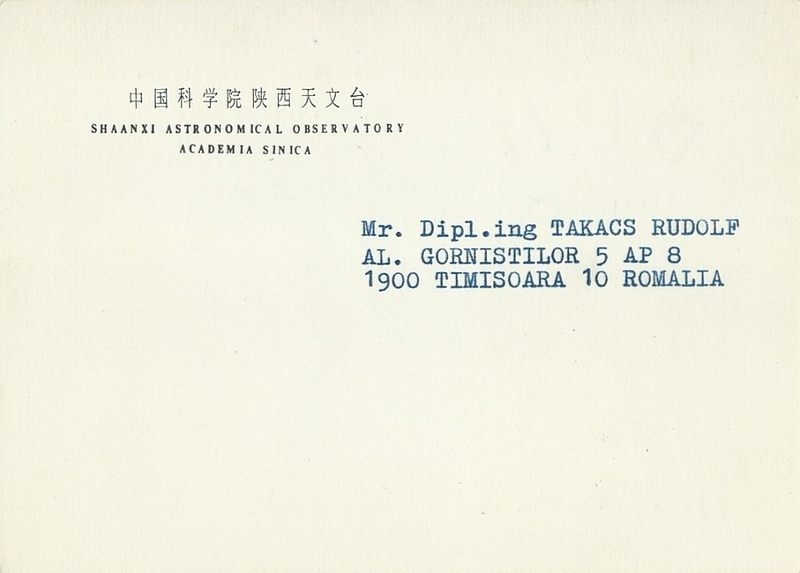 中国科学院陕西天文台
SHAANXI ASTRONOMICAL OBSERVATORY
ACADEMIA SINICA
Mr. Dipl.ing TAKACS RUDOLF
AL. GORNISTILOR 5 AP 8
1900 TIMISOARA 10 ROMALIA